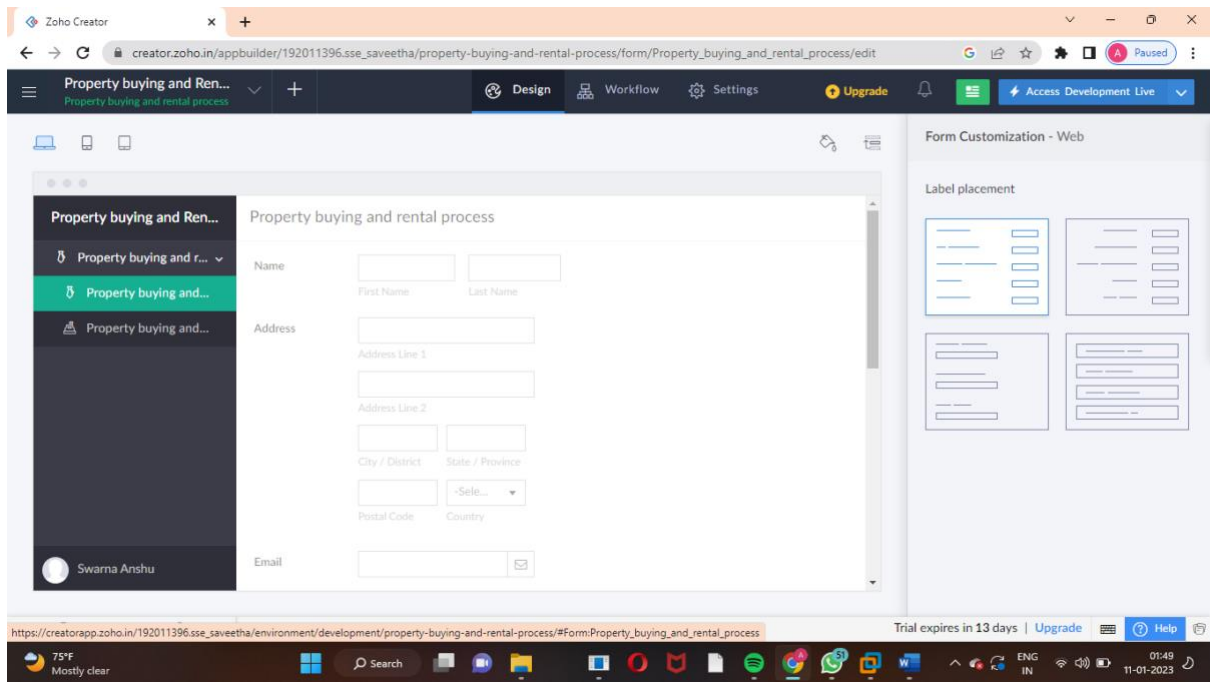 Zoho Creator
creator.zoho.in/appbuilder/192011396.sse_saveetha/property-buying-and-rental-process/form/Property_buying_and_rental_process/edit
A Paused
Property buying and Ren...
Property buying and rental process
Design
Workflow
Settings
Upgrade
Access Development Live
Form Customization - Web
Label placement
Property buying and Ren...
Property buying and r...
Property buying and...
Property buying and...
Swarna Anshu
Property buying and rental process
Name
First Name Last Name
Address
Address Line 1
Address Line 2
City / District State / Province
-Sele...
Postal Code Country
Email
https://creatorapp.zoho.in/192011396.sse_saveetha/environment/development/property-buying-and-rental-process/#Form:Property_buying_and_rental_process
Trial expires in 13 days | Upgrade
Help
75°F
Mostly clear
Search
51
ENG
IN
01:49
11-01-2023